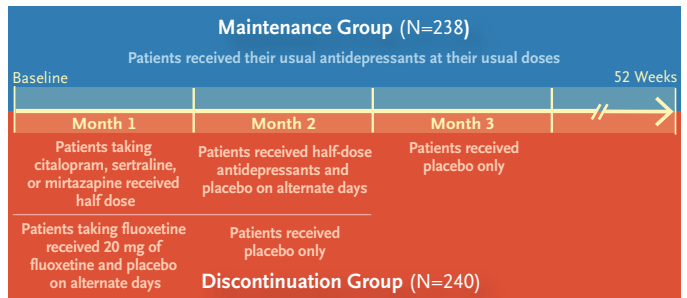 Maintenance Group (N=238)
Patients received their usual antidepressants at their usual doses
Baseline
52 Weeks
Month 1
Month 2
Month 3
Patients taking
citalopram, sertraline,
or mirtazapine received
half dose
Patients received half-dose
antidepressants and
placebo on alternate days
Patients received
placebo only
Patients taking fluoxetine
received 20 mg of
fluoxetine and placebo
on alternate days
Patients received
placebo only
Discontinuation Group (N=240)